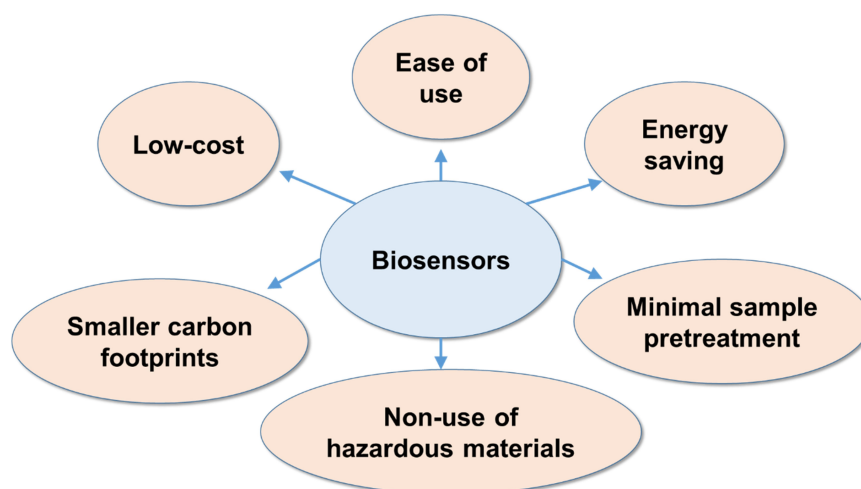 Ease of
use
Low-cost
Energy
saving
Biosensors
Smaller carbon
footprints
Minimal sample
pretreatment
Non-use of
hazardous materials